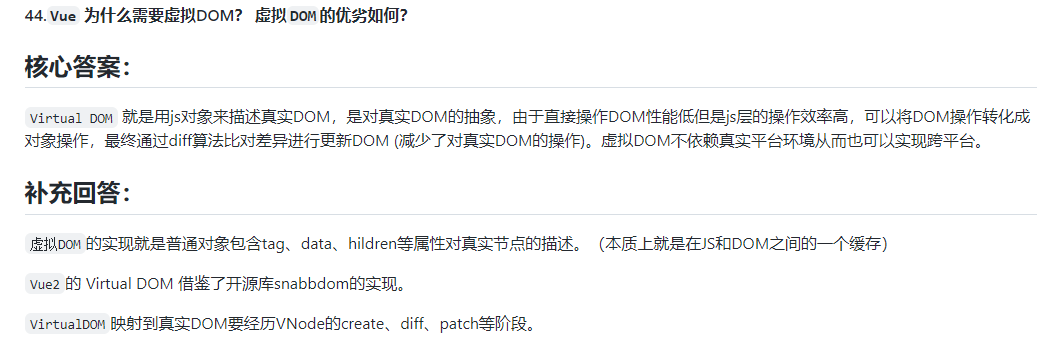 44.Vue 为什么需要虚拟DOM? 虚拟DOM的优劣如何?
核心答案：
Virtual DOM 就是用js对象来描述真实DOM，是对真实DOM的抽象，由于直接操作DOM性能低但是js层的操作效率高，可以将DOM操作转化成
对象操作，最终通过diff算法比对差异进行更新DOM (减少了对真实DOM的操作)。虚拟DOM不依赖真实平台环境从而也可以实现跨平台。
补充回答：
虚拟DOM的实现就是普通对象包含tag、data、hildren等属性对真实节点的描述。（本质上就是在JS和DOM之间的一个缓存）
Vue2 的 Virtual DOM 借鉴了开源库snabbdom的实现。
VirtualDOM映射到真实DOM要经历VNode的create、diff、patch等阶段。